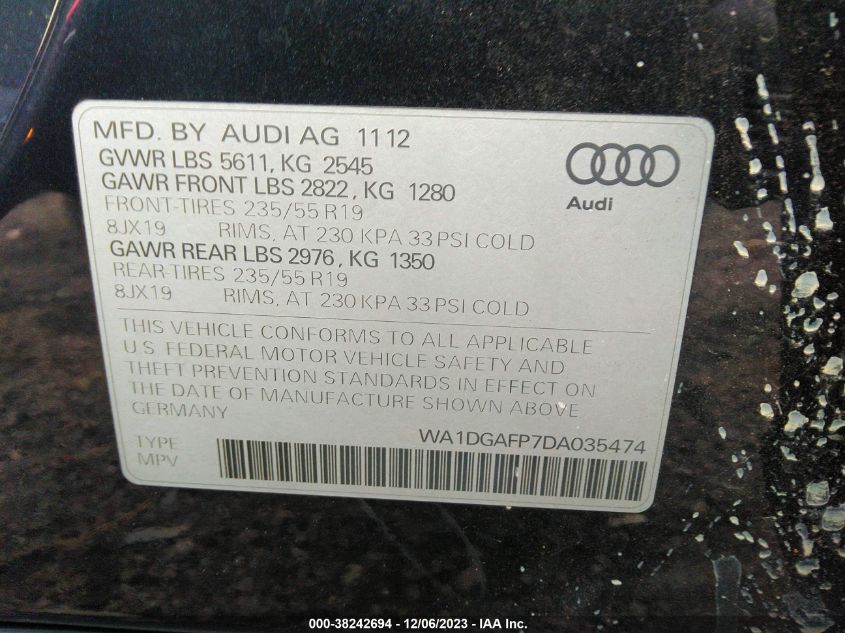 MFD. BY AUDI AG 11 12
GVWR LBS 5611, KG 2545
GAWR FRONT LBS 2822, KG 1280
FRONT-TIRES 235/55 R19
8JX19 RIMS, AT 230 KPA 33 PSI COLD
GAWR REAR LBS 2976, KG 1350
REAR-TIRES 235/55 R19
8JX19 RIMS, AT 230 KPA 33 PSI COLD
Audi
THIS VEHICLE CONFORMS TO ALL APPLICABLE
U.S. FEDERAL MOTOR VEHICLE SAFETY AND
THEFT PREVENTION STANDARDS IN EFFECT ON
THE DATE OF MANUFACTURE SHOWN ABOVE
GERMANY
WA1DGAFP7DA035474
TYPE
MPV
000-38242694 - 12/06/2023 - IAA Inc.